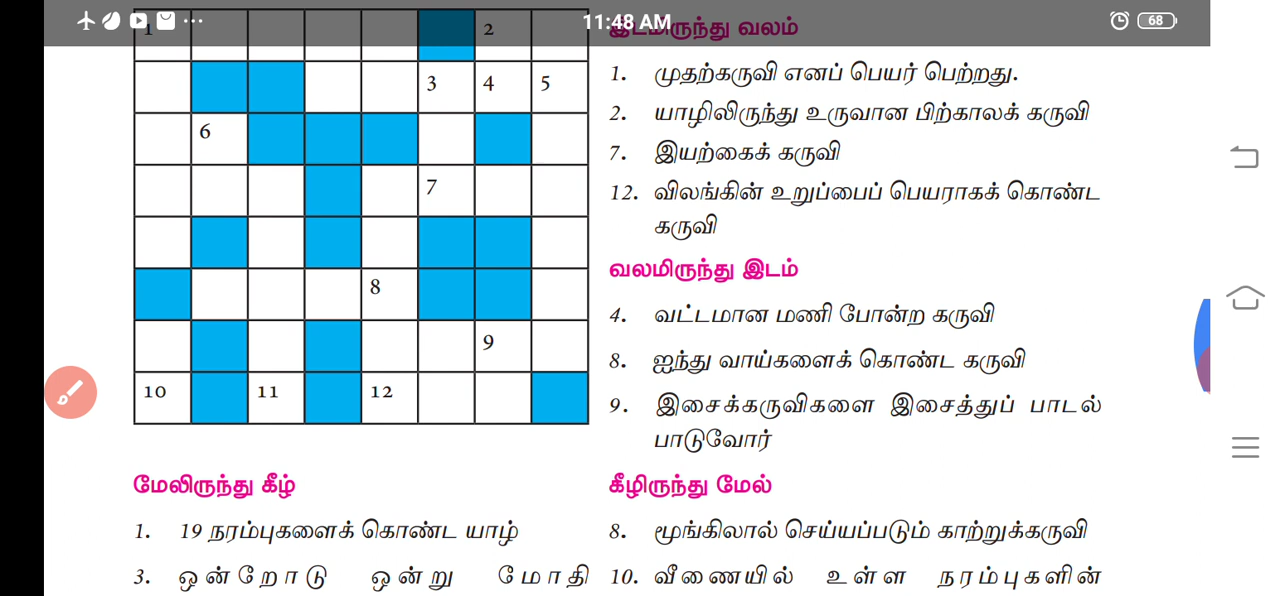 11:48 AM
68
1 2
3 4 5
6
7
8
9
10 11 12
இடமிருந்து வலம்
1. முதற்கருவி எனப் பெயர் பெற்றது.
2. யாழிலிருந்து உருவான பிற்காலக் கருவி
7. இயற்கைக் கருவி
12. விலங்கின் உறுப்பைப் பெயராகக் கொண்ட
கருவி
வலமிருந்து இடம்
4. வட்டமான மணி போன்ற கருவி
8. ஐந்து வாய்களைக் கொண்ட கருவி
9. இசைக்கருவிகளை இசைத்துப் பாடல்
பாடுவோர்
மேலிருந்து கீழ்
1. 19 நரம்புகளைக் கொண்ட யாழ்
3. ஒன்றோடு ஒன்று மோதி
கீழிருந்து மேல்
8. மூங்கிலால் செய்யப்படும் காற்றுக்கருவி
10. வீணையில் உள்ள நரம்புகளின்